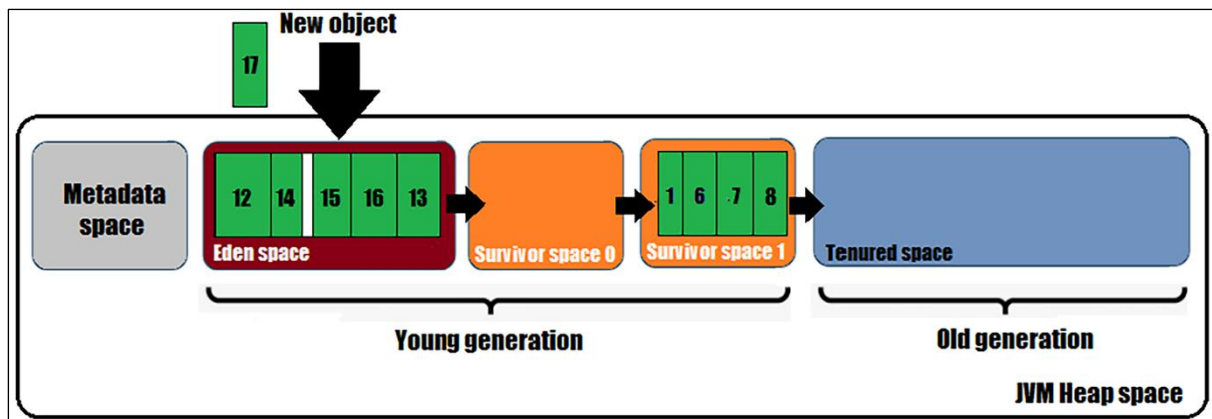 New object
17
Metadata
space
12 14 15 16 13
Eden space
Survivor space 0
1 6 .7 8
Survivor space 1
Tenured space
Young generation
Old generation
JVM Heap space